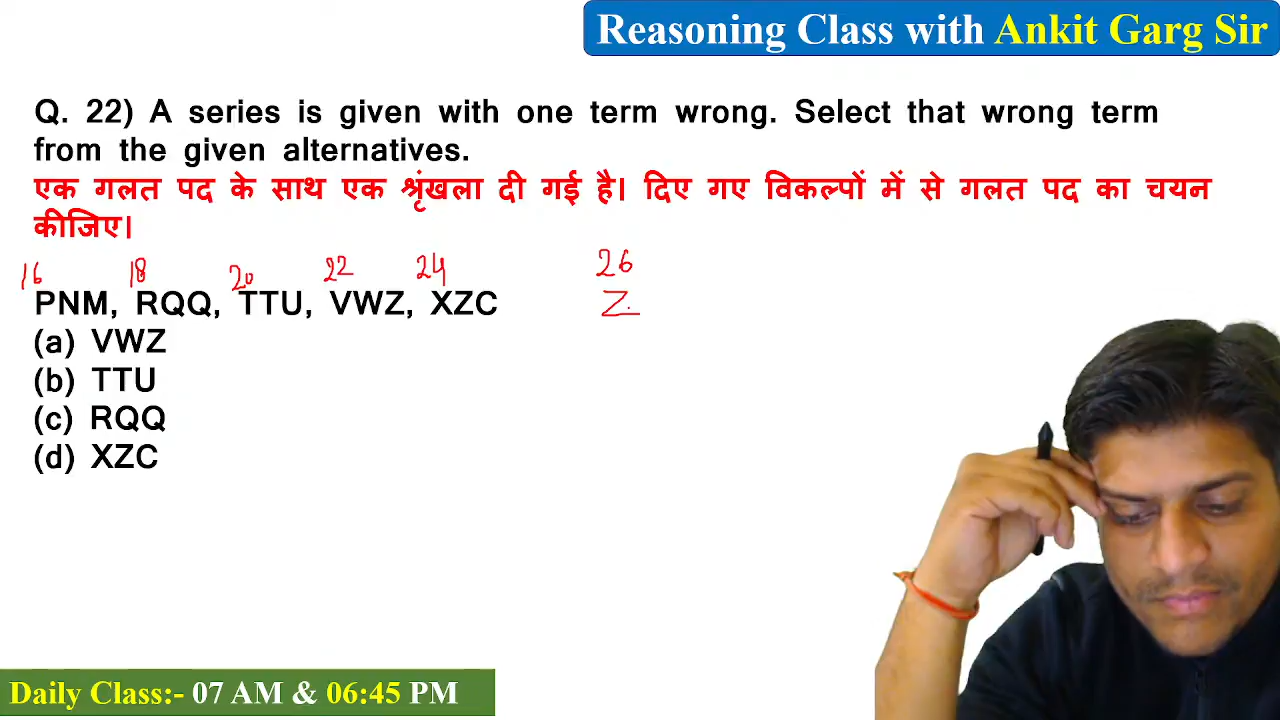 Reasoning Class with Ankit Garg Sir
Q. 22) A series is given with one term wrong. Select that wrong term
from the given alternatives.
एक गलत पद के साथ एक श्रृंखला दी गई है। दिए गए विकल्पों में से गलत पद का चयन
कीजिए।
16 18 20 22 24 26
PNM, RQQ, TTU, VWZ, XZC Z
(a) VWZ
(b) TTU
(c) RQQ
(d) XZC
Daily Class:- 07 AM & 06:45 PM